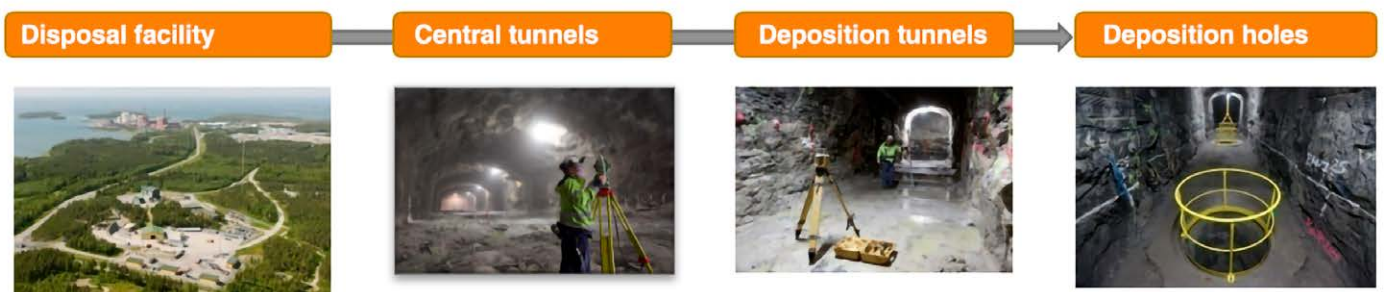 Disposal facility
Central tunnels
Deposition tunnels
Deposition holes